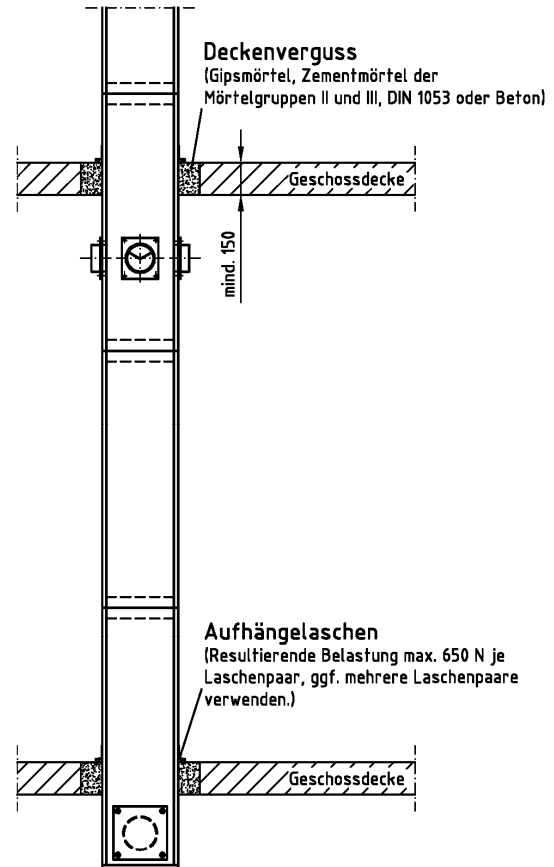 Deckenverguss
(Gipsmörtel, Zementmörtel der
Mörtelgruppen II und III, DIN 1053 oder Beton)
Geschossdecke
mind. 150
Aufhängelaschen
(Resultierende Belastung max. 650 N je
Laschenpaar, ggf. mehrere Laschenpaare
verwenden.)
Geschossdecke